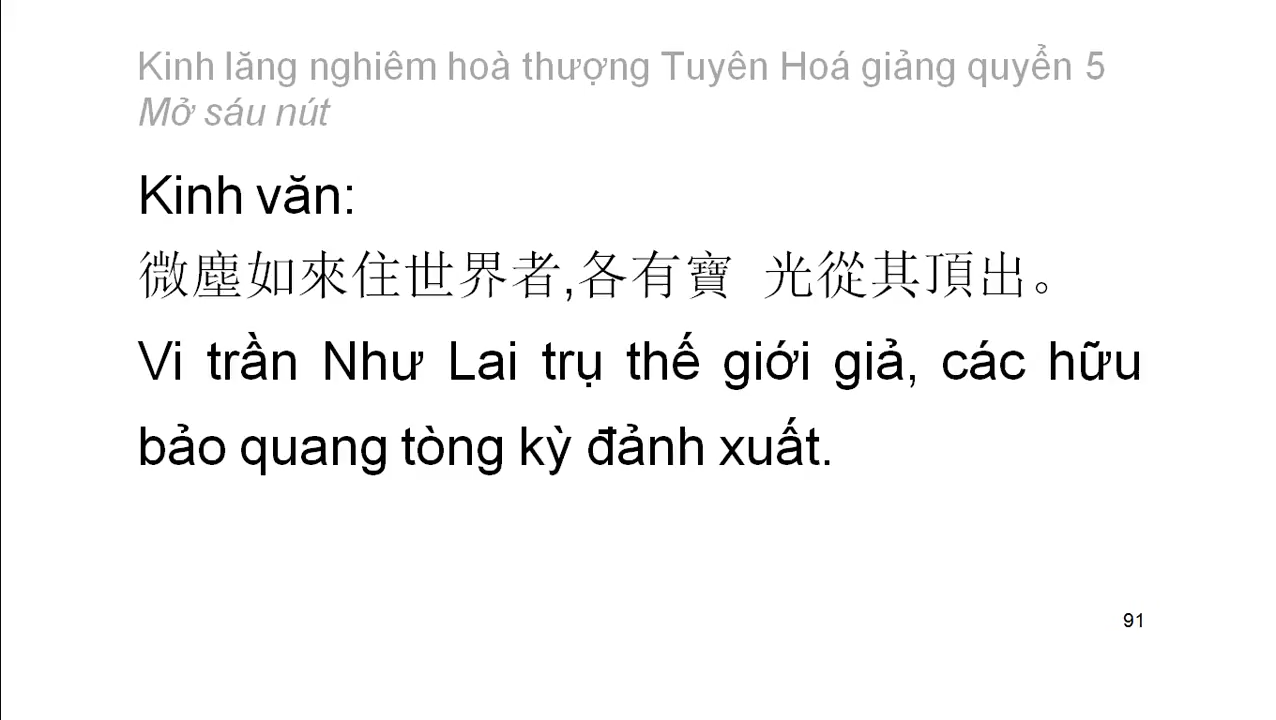 Kinh lăng nghiêm hoà thượng Tuyên Hoá giảng quyển 5
Mở sáu nút
Kinh văn:
微塵如來住世界者,各有寶 光從其頂出。
Vi trần Như Lai trụ thế giới giả, các hữu
bảo quang tòng kỳ đảnh xuất.
91